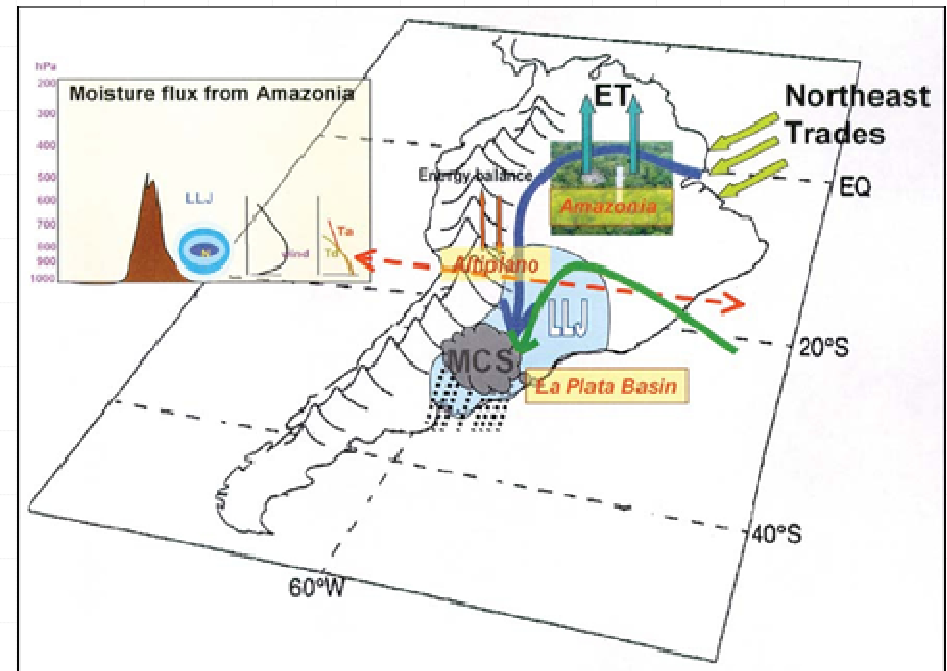 hPa
200
300
400
500
600
700
800
900
1000
Moisture flux from Amazonia
LLJ
N
wind
Ta
Td
ET
Northeast
Trades
EQ
Energy balance
Amazonia
Altiplano
LLJ
MCS
La Plata Basin
20°S
40°S
60°W